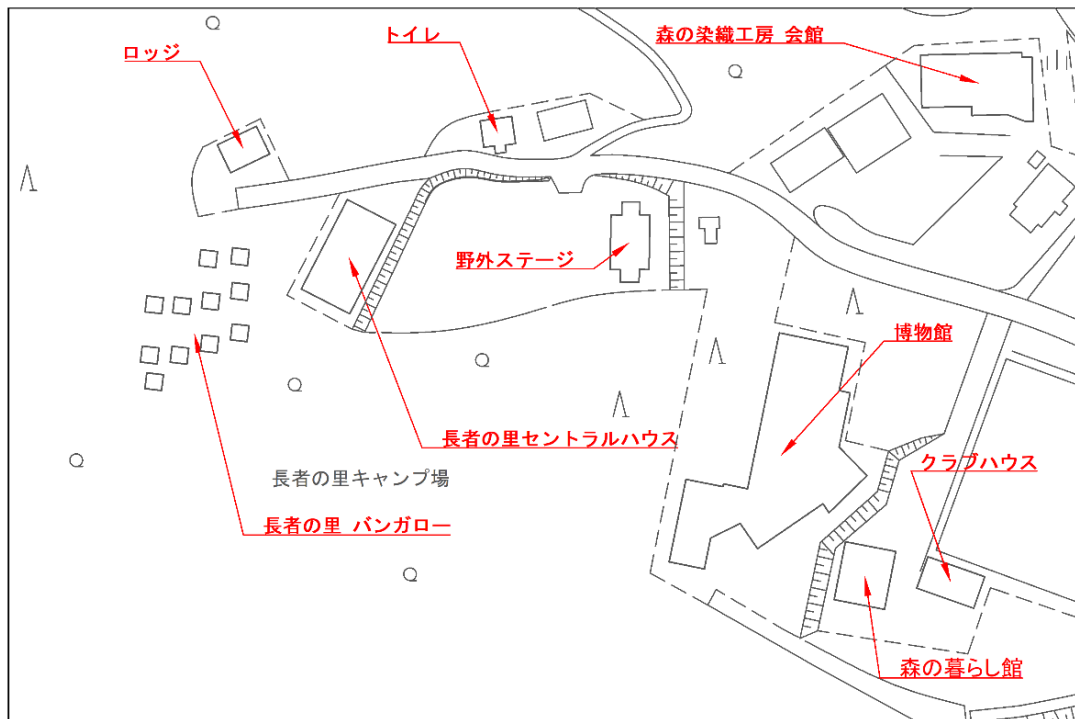 ロッジ
トイレ
森の染織工房 会館
野外ステージ
博物館
長者の里セントラルハウス
クラブハウス
長者の里キャンプ場
長者の里 バンガロー
森の暮らし館